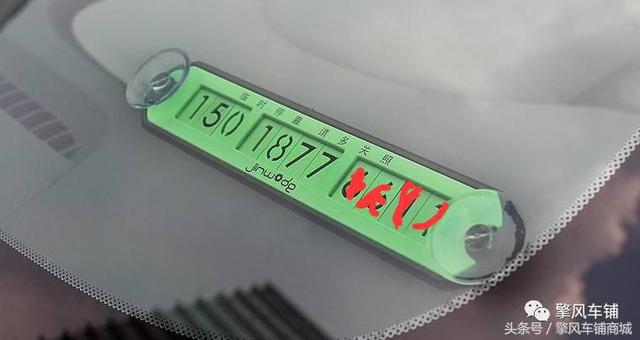 临时停靠 请多关照
150 1877
jinwode
擎风车铺
头条号/擎风车铺商城